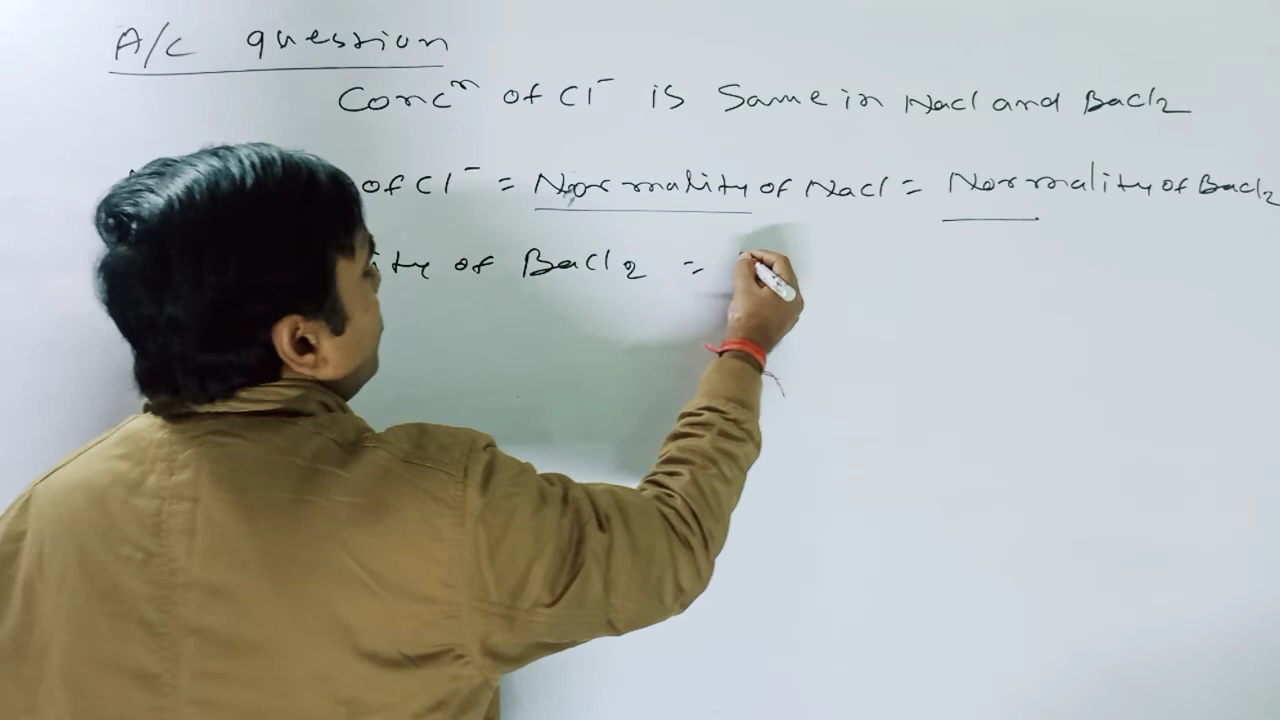 A/C question
Concn of Cl- is Same in Nacl and Bacl2
of Cl- = Normality of Nacl = Normality of Bacl2
ity of Bacl2 =